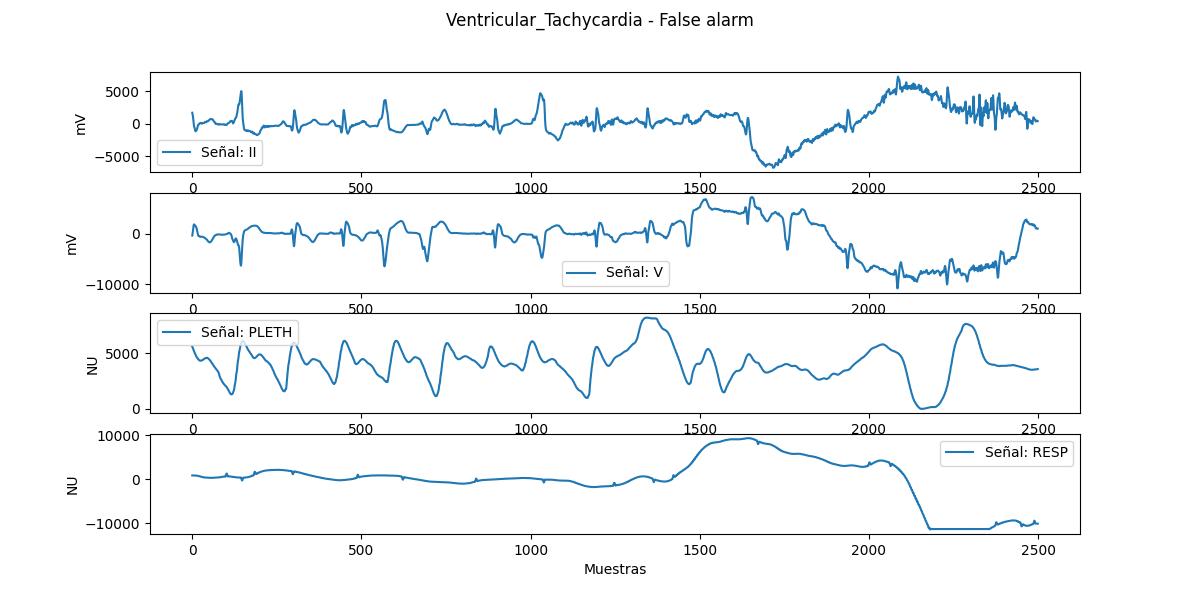 Ventricular_Tachycardia - False alarm
5000
0
−5000
mV
Señal: II
0 500 1000 1500 2000 2500
0
−10000
mV
Señal: V
0 500 1000 1500 2000 2500
5000
0
NU
Señal: PLETH
0 500 1000 1500 2000 2500
10000
0
−10000
NU
Señal: RESP
0 500 1000 1500 2000 2500
Muestras